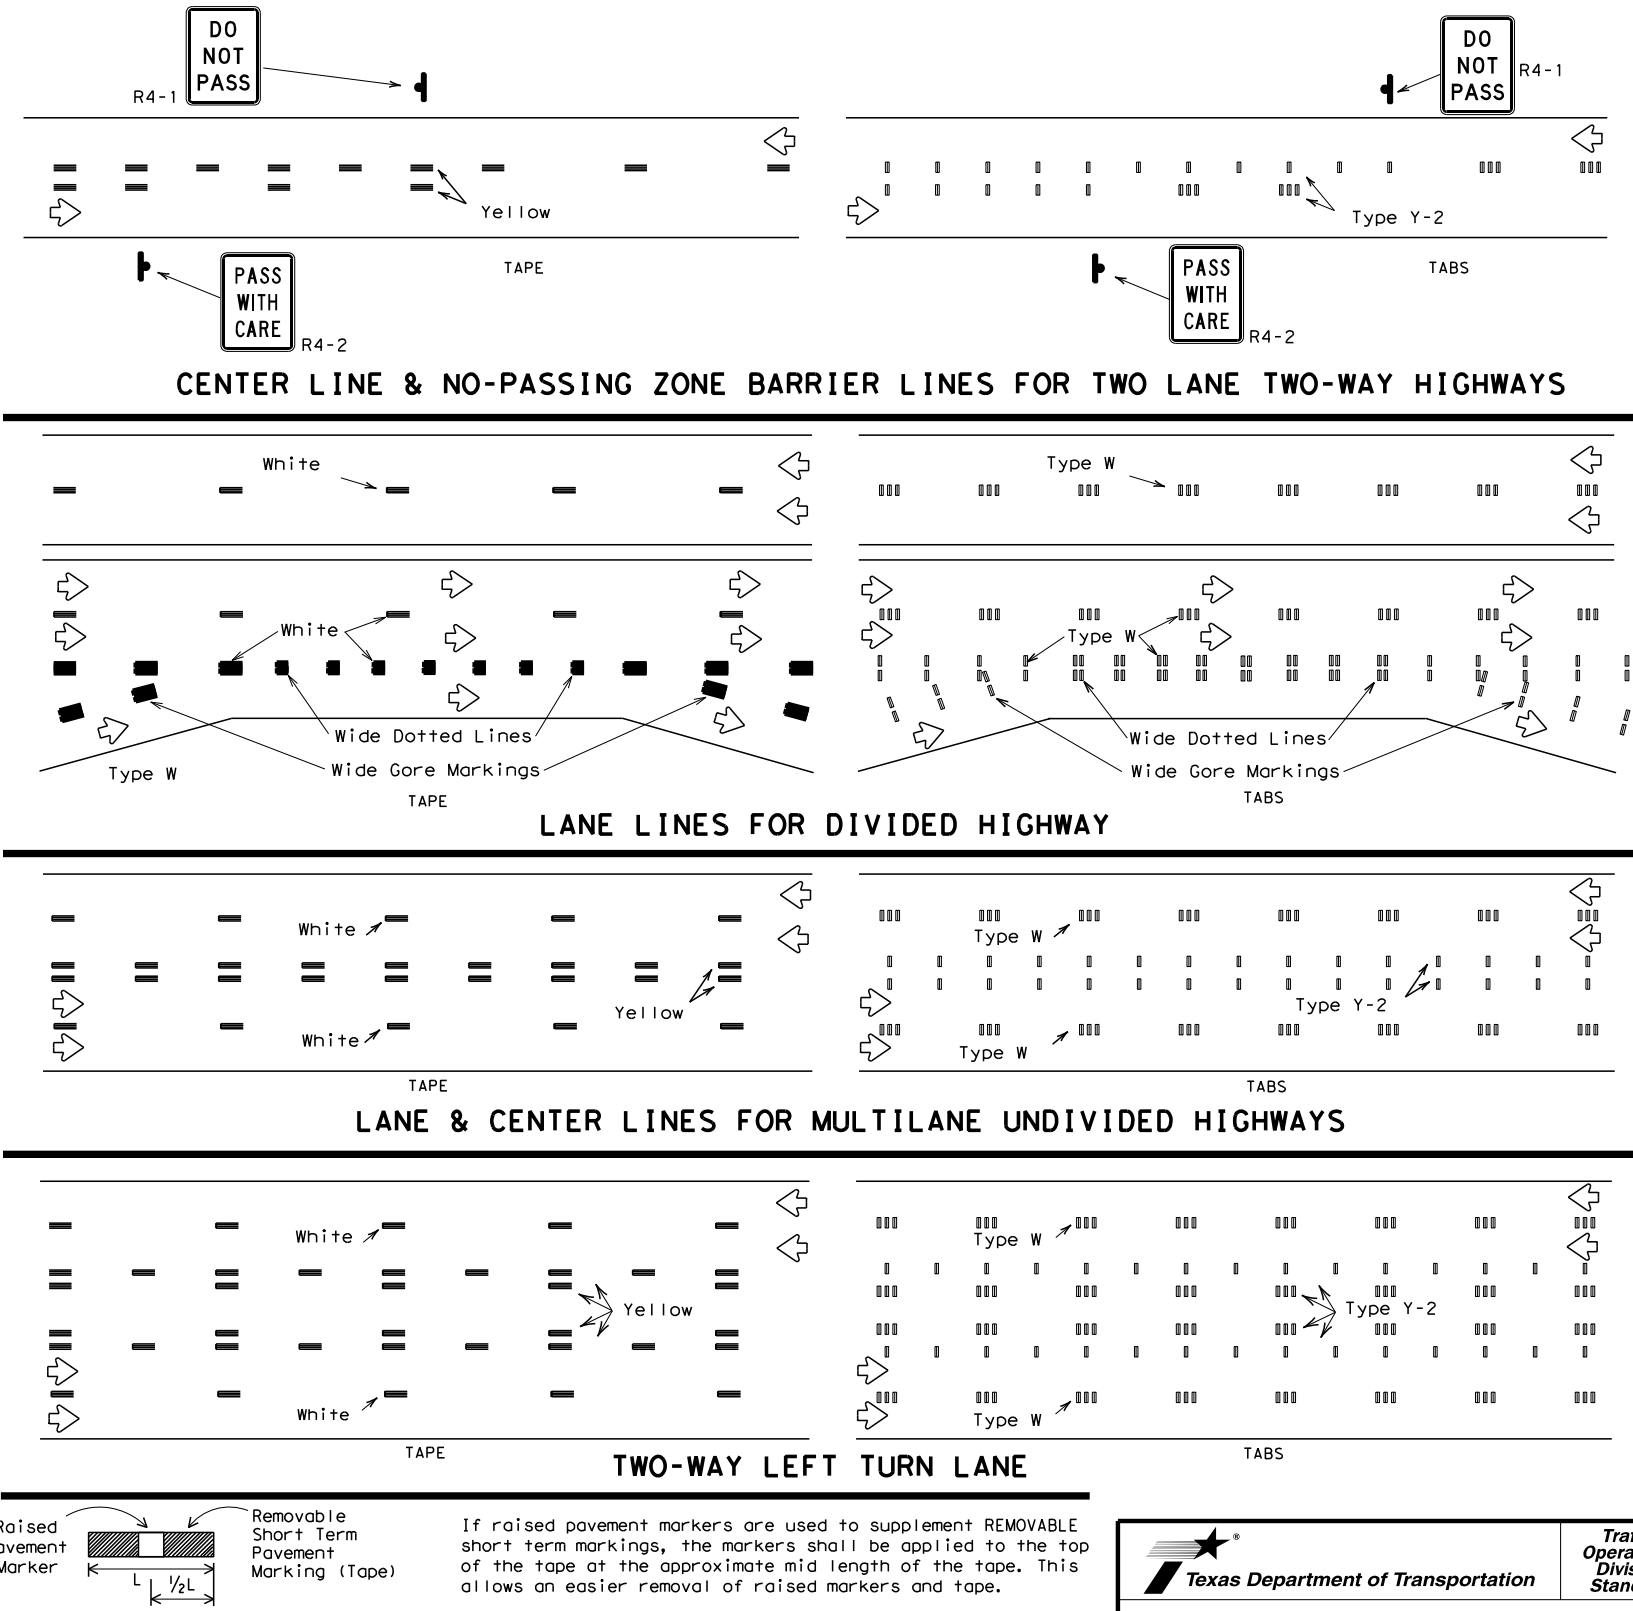 DO
NOT
PASS
R4-1
DO
NOT
PASS
R4-1
Yellow
Type Y-2
PASS
WITH
CARE
R4-2
TAPE
PASS
WITH
CARE
R4-2
TABS
CENTER LINE & NO-PASSING ZONE BARRIER LINES FOR TWO LANE TWO-WAY HIGHWAYS
White
Type W
White
Type W
Wide Dotted Lines
Wide Dotted Lines
Type W
Wide Gore Markings
Wide Gore Markings
TAPE
TABS
LANE LINES FOR DIVIDED HIGHWAY
White
Type W
Yellow
Type Y-2
White
Type W
TAPE
TABS
LANE & CENTER LINES FOR MULTILANE UNDIVIDED HIGHWAYS
White
Type W
Yellow
Type Y-2
White
Type W
TAPE
TABS
TWO-WAY LEFT TURN LANE
Raised
Marker
L
1/2L
Removable
Short Term
Pavement
Marking (Tape)
If raised pavement markers are used to supplement REMOVABLE
short term markings, the markers shall be applied to the top
of the tape at the approximate mid length of the tape. This
allows an easier removal of raised markers and tape.
®
Texas Department of Transportation